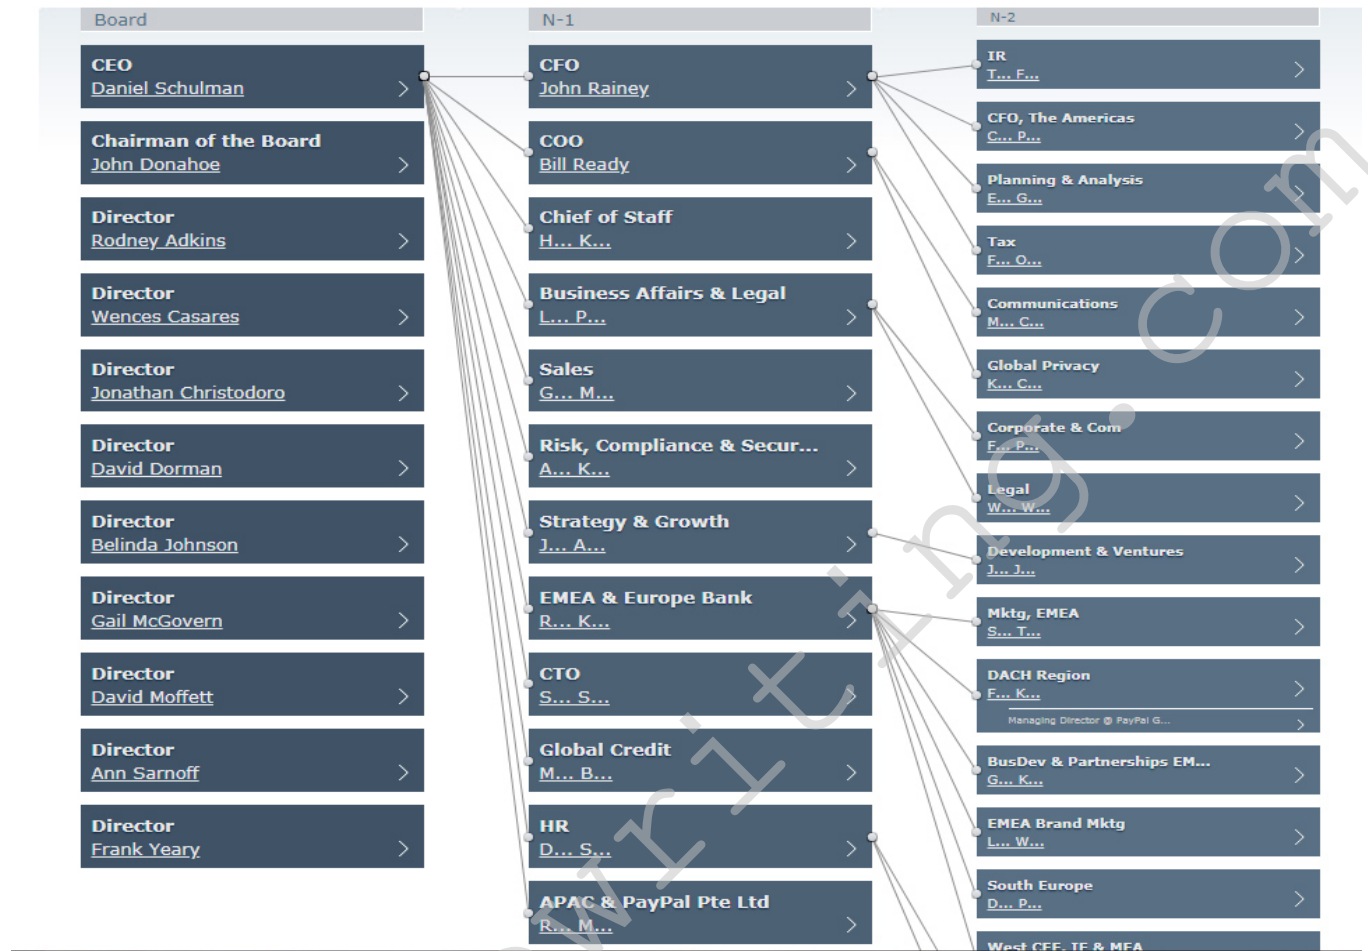 Board
CEO
Daniel Schulman
Chairman of the Board
John Donahoe
Director
Rodney Adkins
Director
Wences Casares
Director
Jonathan Christodoro
Director
David Dorman
Director
Belinda Johnson
Director
Gail McGovern
Director
David Moffett
Director
Ann Sarnoff
Director
Frank Yeary
N-1
CFO
John Rainey
COO
Bill Ready
Chief of Staff
H... K...
Business Affairs & Legal
L... P...
Sales
G... M...
Risk, Compliance & Secur...
A... K...
Strategy & Growth
J... A...
EMEA & Europe Bank
R... K...
CTO
S... S...
Global Credit
M... B...
HR
D... S...
APAC & PayPal Pte Ltd
R... M...
N-2
IR
T... F...
CFO, The Americas
C... P...
Planning & Analysis
E... G...
Tax
F... O...
Communications
M... C...
Global Privacy
K... C...
Corporate & Com
F... P...
Legal
W... W...
Development & Ventures
J... J...
Mktg, EMEA
S... T...
DACH Region
F... K...
Managing Director @ PayPal G...
BusDev & Partnerships EM...
G... K...
EMEA Brand Mktg
L... W...
South Europe
D... P...
West CEE, IE & MEA
writing.com